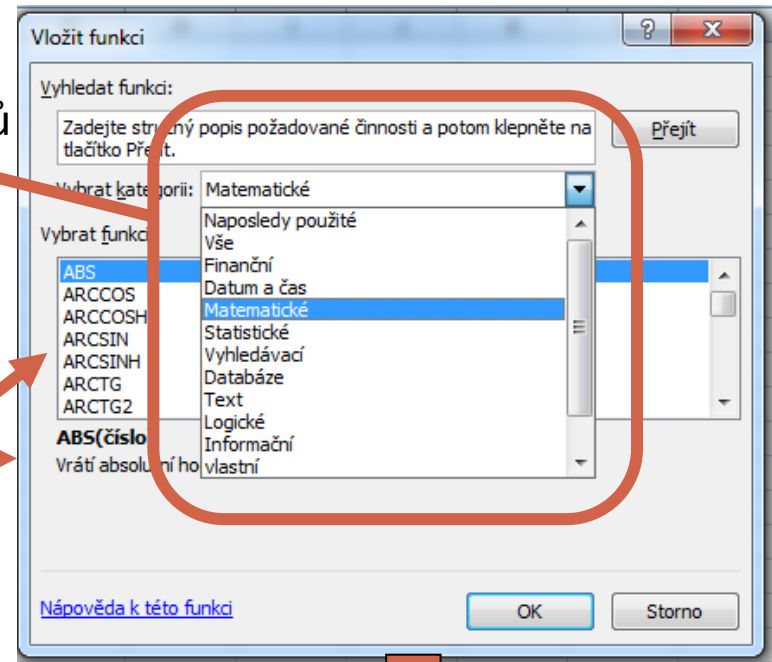 Vložit funkci
Vyhledat funkci:
ů
Zadejte stručný popis požadované činnosti a potom klepněte na
tlačítko Přejít.
Přejít
Vybrat kategorii: Matematické
Naposledy použité
Vybrat funkci
Vše
Finanční
Datum a čas
Matematické
Statistické
Vyhledávací
Databáze
Text
Logické
Informační
vlastní
ABS
ARCCOS
ARCCOSH
ARCSIN
ARCSINH
ARCTG
ARCTG2
ABS(číslo
Vrátí absolutní ho
Nápověda k této funkci
OK
Storno